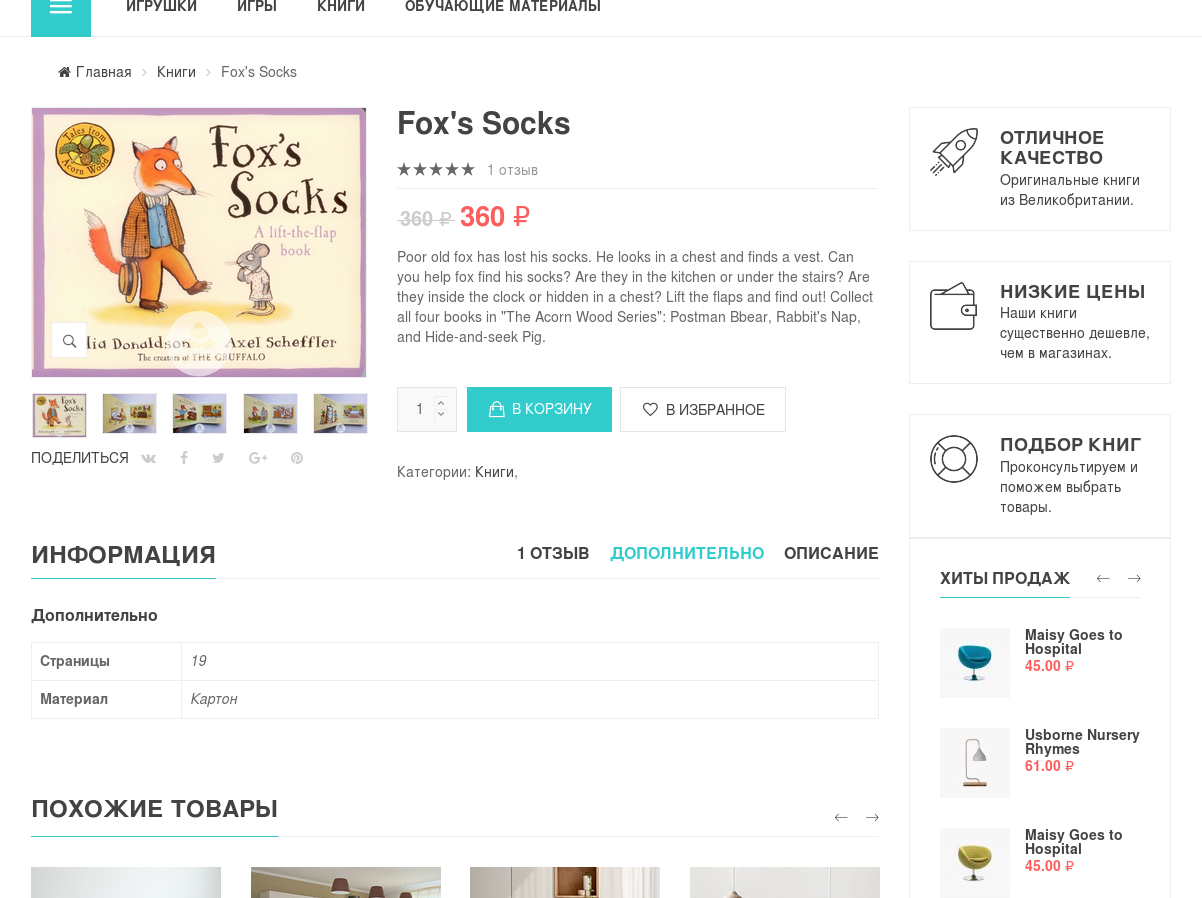 ИГРУШКИ ИГРЫ КНИГИ ОБУЧАЮЩИЕ МАТЕРИАЛЫ
Главная Книги Fox's Socks
Tales from
Acorn Wood
Fox's
Socks
A lift-the-flap
book
lia Donaldson Axel Scheffler
The creators of THE GRUFFALO
ПОДЕЛИТЬСЯ
Fox's Socks
1 отзыв
360 ₽ 360 ₽
Poor old fox has lost his socks. He looks in a chest and finds a vest. Can
you help fox find his socks? Are they in the kitchen or under the stairs? Are
they inside the clock or hidden in a chest? Lift the flaps and find out! Collect
all four books in "The Acorn Wood Series": Postman Bbear, Rabbit's Nap,
and Hide-and-seek Pig.
1 В КОРЗИНУ В ИЗБРАННОЕ
Категории: Книги,
ОТЛИЧНОЕ
КАЧЕСТВО
Оригинальные книги
из Великобритании.
НИЗКИЕ ЦЕНЫ
Наши книги
существенно дешевле,
чем в магазинах.
ПОДБОР КНИГ
Проконсультируем и
поможем выбрать
товары.
ИНФОРМАЦИЯ 1 ОТЗЫВ ДОПОЛНИТЕЛЬНО ОПИСАНИЕ
Дополнительно
Страницы 19
Материал Картон
ХИТЫ ПРОДАЖ
Maisy Goes to
Hospital
45.00 ₽
Usborne Nursery
Rhymes
61.00 ₽
Maisy Goes to
Hospital
45.00 ₽
ПОХОЖИЕ ТОВАРЫ